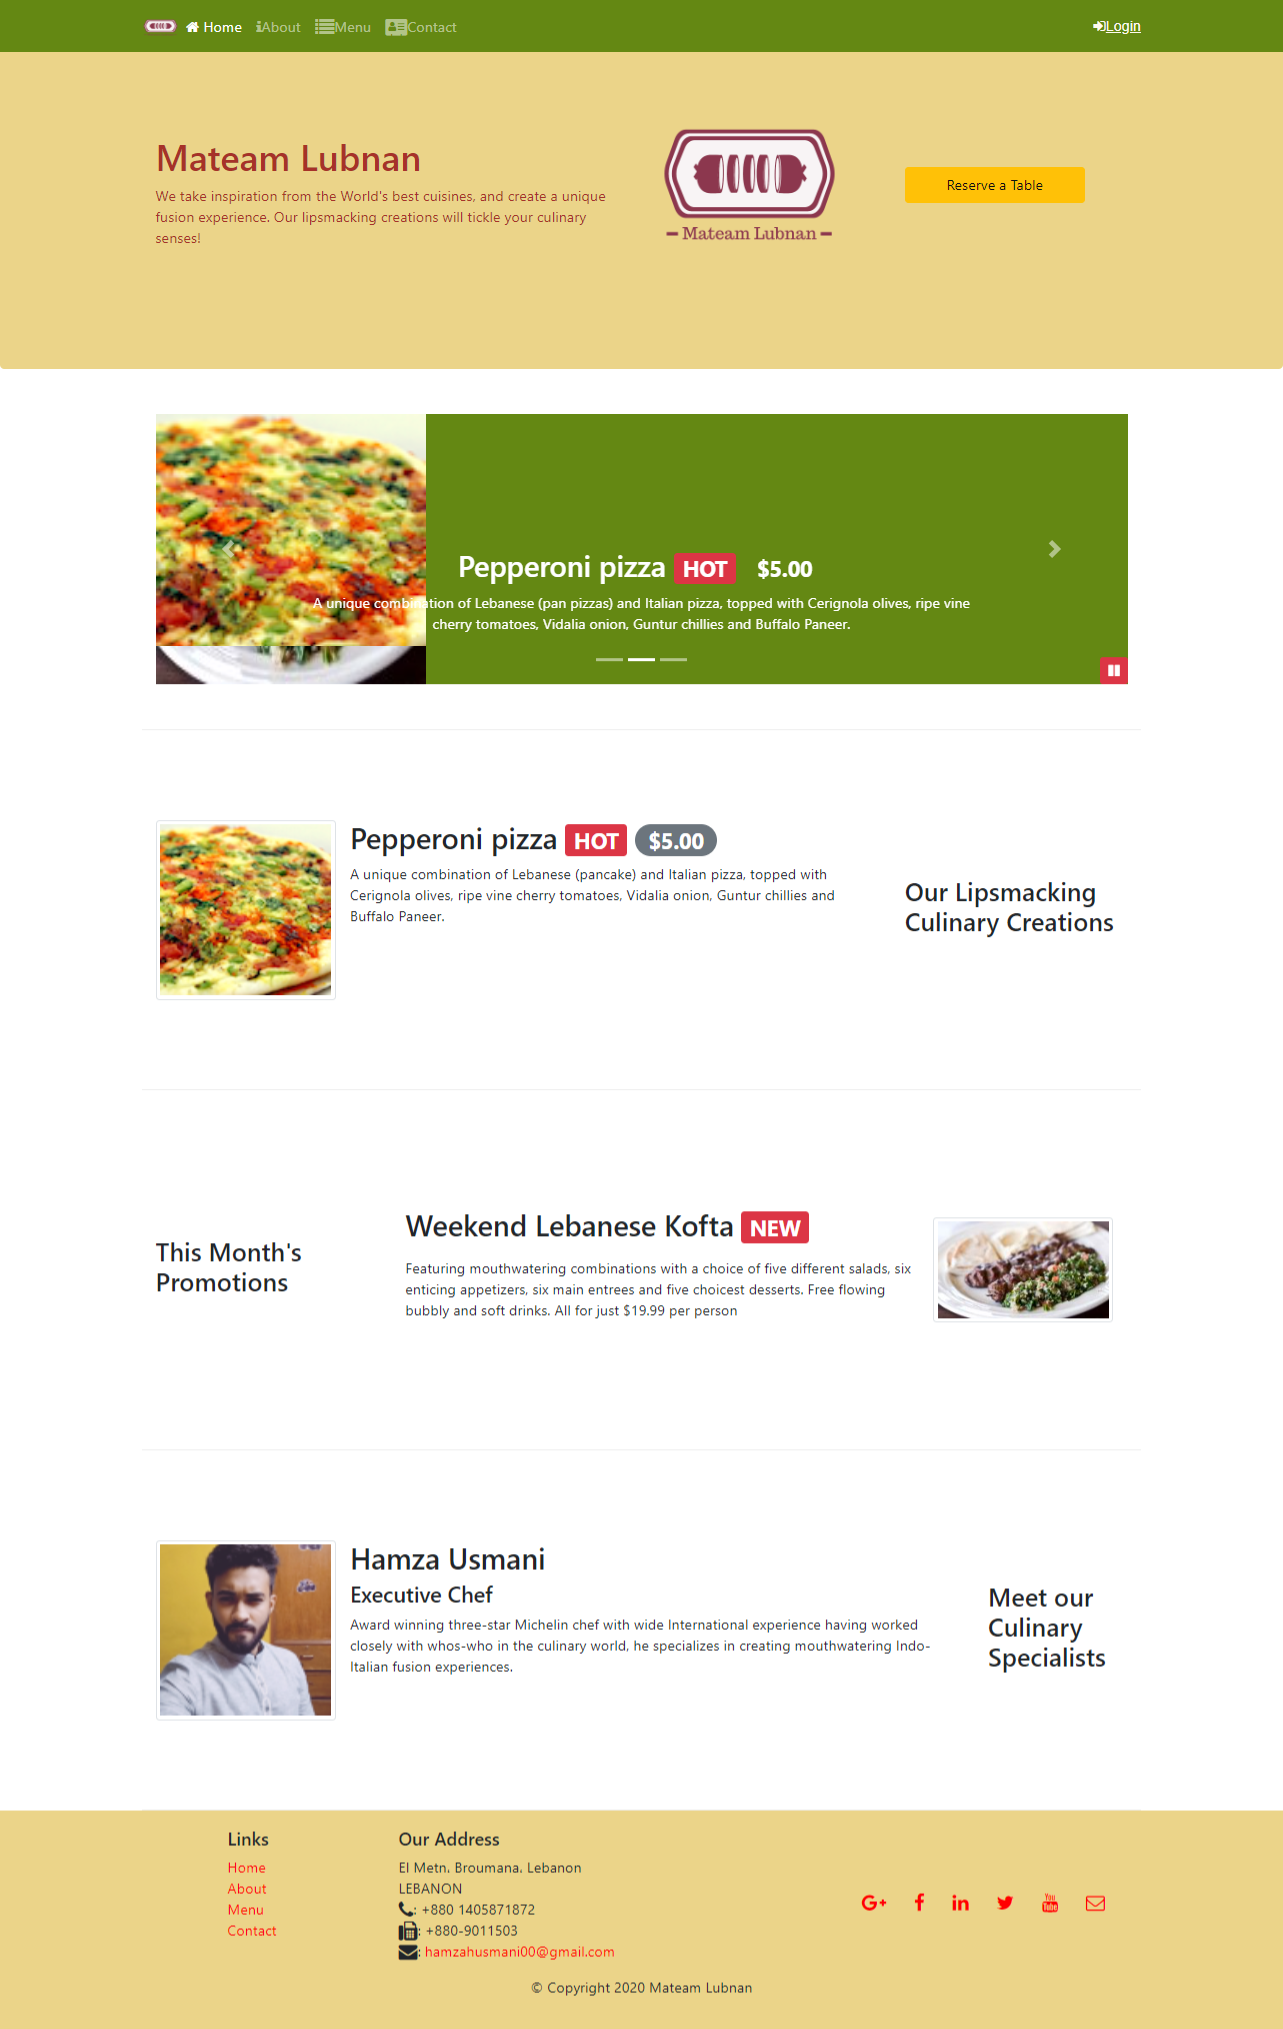 Home About Menu Contact Login
Mateam Lubnan
We take inspiration from the World's best cuisines, and create a unique
fusion experience. Our lipsmacking creations will tickle your culinary
senses!
Mateam Lubnan
Reserve a Table
Pepperoni pizza HOT $5.00
A unique combination of Lebanese (pan pizzas) and Italian pizza, topped with Cerignola olives, ripe vine
cherry tomatoes, Vidalia onion, Guntur chillies and Buffalo Paneer.
Pepperoni pizza HOT $5.00
A unique combination of Lebanese (pancake) and Italian pizza, topped with
Cerignola olives, ripe vine cherry tomatoes, Vidalia onion, Guntur chillies and
Buffalo Paneer.
Our Lipsmacking
Culinary Creations
This Month's
Promotions
Weekend Lebanese Kofta NEW
Featuring mouthwatering combinations with a choice of five different salads, six
enticing appetizers, six main entrees and five choicest desserts. Free flowing
bubbly and soft drinks. All for just $19.99 per person
Hamza Usmani
Executive Chef
Award winning three-star Michelin chef with wide International experience having worked
closely with whos-who in the culinary world, he specializes in creating mouthwatering Indo-
Italian fusion experiences.
Meet our
Culinary
Specialists
Links
Home
About
Menu
Contact
Our Address
El Metn. Broumana. Lebanon
LEBANON
: +880 1405871872
: +880-9011503
: hamzahusmani00@gmail.com
© Copyright 2020 Mateam Lubnan